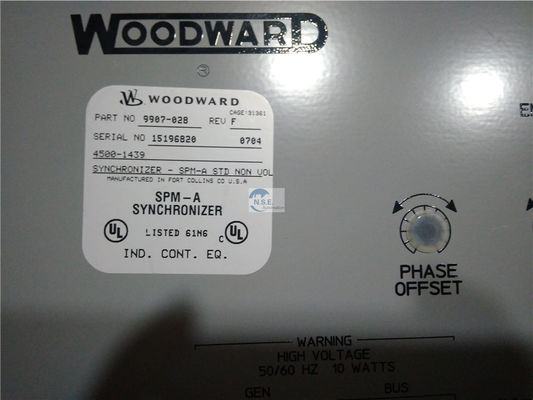 WOODWARD
®
WOODWARD
CAGE:31361
PART NO 9907-028 REV F
SERIAL NO 15196820 0704
4500-1439
SYNCHRONIZER - SPM-A STD NON VOL
MANUFACTURED IN FORT COLLINS CO U.S.A
SPM-A
SYNCHRONIZER
UL LISTED 61M6 C UL
IND. CONT. EQ.
N.S.E.
PHASE
OFFSET
WARNING
HIGH VOLTAGE
50/60 HZ 10 WATTS
GEN BUS